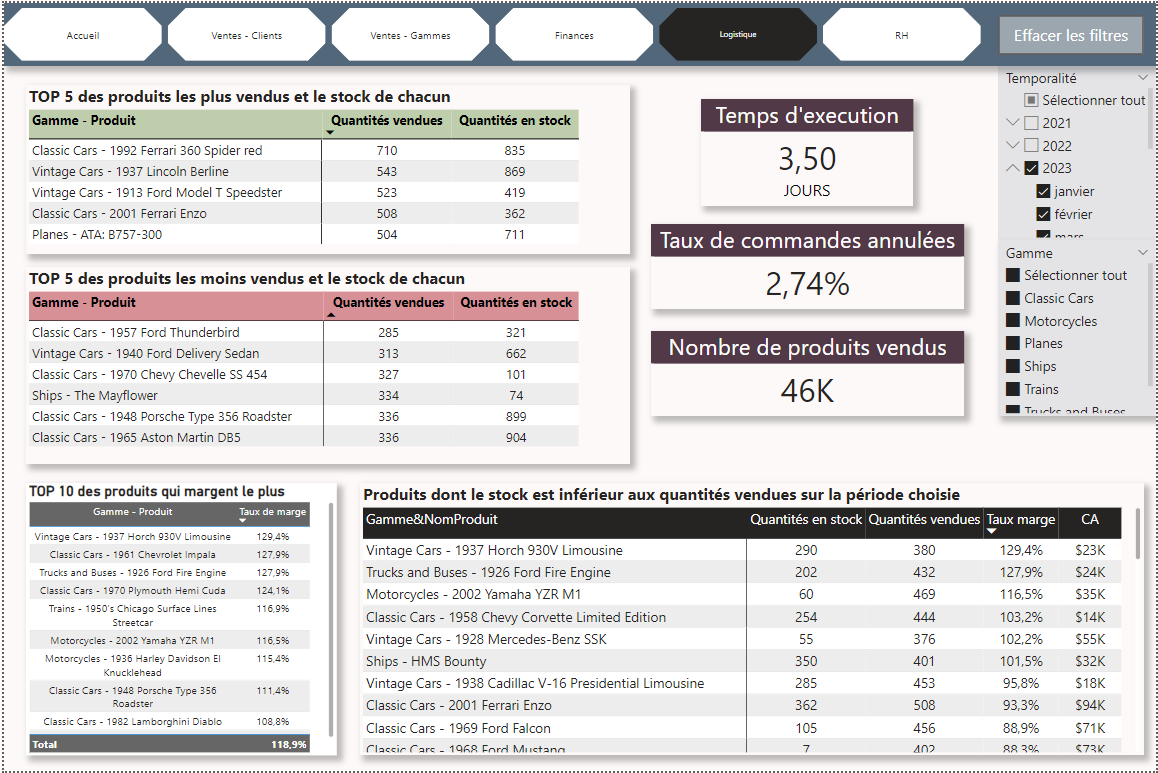 Accueil
Ventes - Clients
Ventes - Gammes
Finances
Logistique
RH
Effacer les filtres
TOP 5 des produits les plus vendus et le stock de chacun
Gamme - Produit Quantités vendues Quantités en stock
Classic Cars - 1992 Ferrari 360 Spider red 710 835
Vintage Cars - 1937 Lincoln Berline 543 869
Vintage Cars - 1913 Ford Model T Speedster 523 419
Classic Cars - 2001 Ferrari Enzo 508 362
Planes - ATA: B757-300 504 711
TOP 5 des produits les moins vendus et le stock de chacun
Gamme - Produit Quantités vendues Quantités en stock
Classic Cars - 1957 Ford Thunderbird 285 321
Vintage Cars - 1940 Ford Delivery Sedan 313 662
Classic Cars - 1970 Chevy Chevelle SS 454 327 101
Ships - The Mayflower 334 74
Classic Cars - 1948 Porsche Type 356 Roadster 336 899
Classic Cars - 1965 Aston Martin DB5 336 904
Temps d'execution
3,50
JOURS
Taux de commandes annulées
2,74%
Nombre de produits vendus
46K
Temporalité
Sélectionner tout
2021
2022
2023
janvier
février
mars
Gamme
Sélectionner tout
Classic Cars
Motorcycles
Planes
Ships
Trains
Trucks and Buses
TOP 10 des produits qui margent le plus
Gamme - Produit Taux de marge
Vintage Cars - 1937 Horch 930V Limousine 129,4%
Classic Cars - 1961 Chevrolet Impala 127,9%
Trucks and Buses - 1926 Ford Fire Engine 127,9%
Classic Cars - 1970 Plymouth Hemi Cuda 124,1%
Trains - 1950's Chicago Surface Lines 116,9%
Streetcar
Motorcycles - 2002 Yamaha YZR M1 116,5%
Motorcycles - 1936 Harley Davidson El 115,4%
Knucklehead
Classic Cars - 1948 Porsche Type 356 111,4%
Roadster
Classic Cars - 1982 Lamborghini Diablo 108,8%
Total 118,9%
Produits dont le stock est inférieur aux quantités vendues sur la période choisie
Gamme&NomProduit Quantités en stock Quantités vendues Taux marge CA
Vintage Cars - 1937 Horch 930V Limousine 290 380 129,4% $23K
Trucks and Buses - 1926 Ford Fire Engine 202 432 127,9% $24K
Motorcycles - 2002 Yamaha YZR M1 60 469 116,5% $35K
Classic Cars - 1958 Chevy Corvette Limited Edition 254 444 103,2% $14K
Vintage Cars - 1928 Mercedes-Benz SSK 55 376 102,2% $55K
Ships - HMS Bounty 350 401 101,5% $32K
Vintage Cars - 1938 Cadillac V-16 Presidential Limousine 285 453 95,8% $18K
Classic Cars - 2001 Ferrari Enzo 362 508 93,3% $94K
Classic Cars - 1969 Ford Falcon 105 456 88,9% $71K
Classic Cars - 1968 Ford Mustang 7 402 88,3% $73K